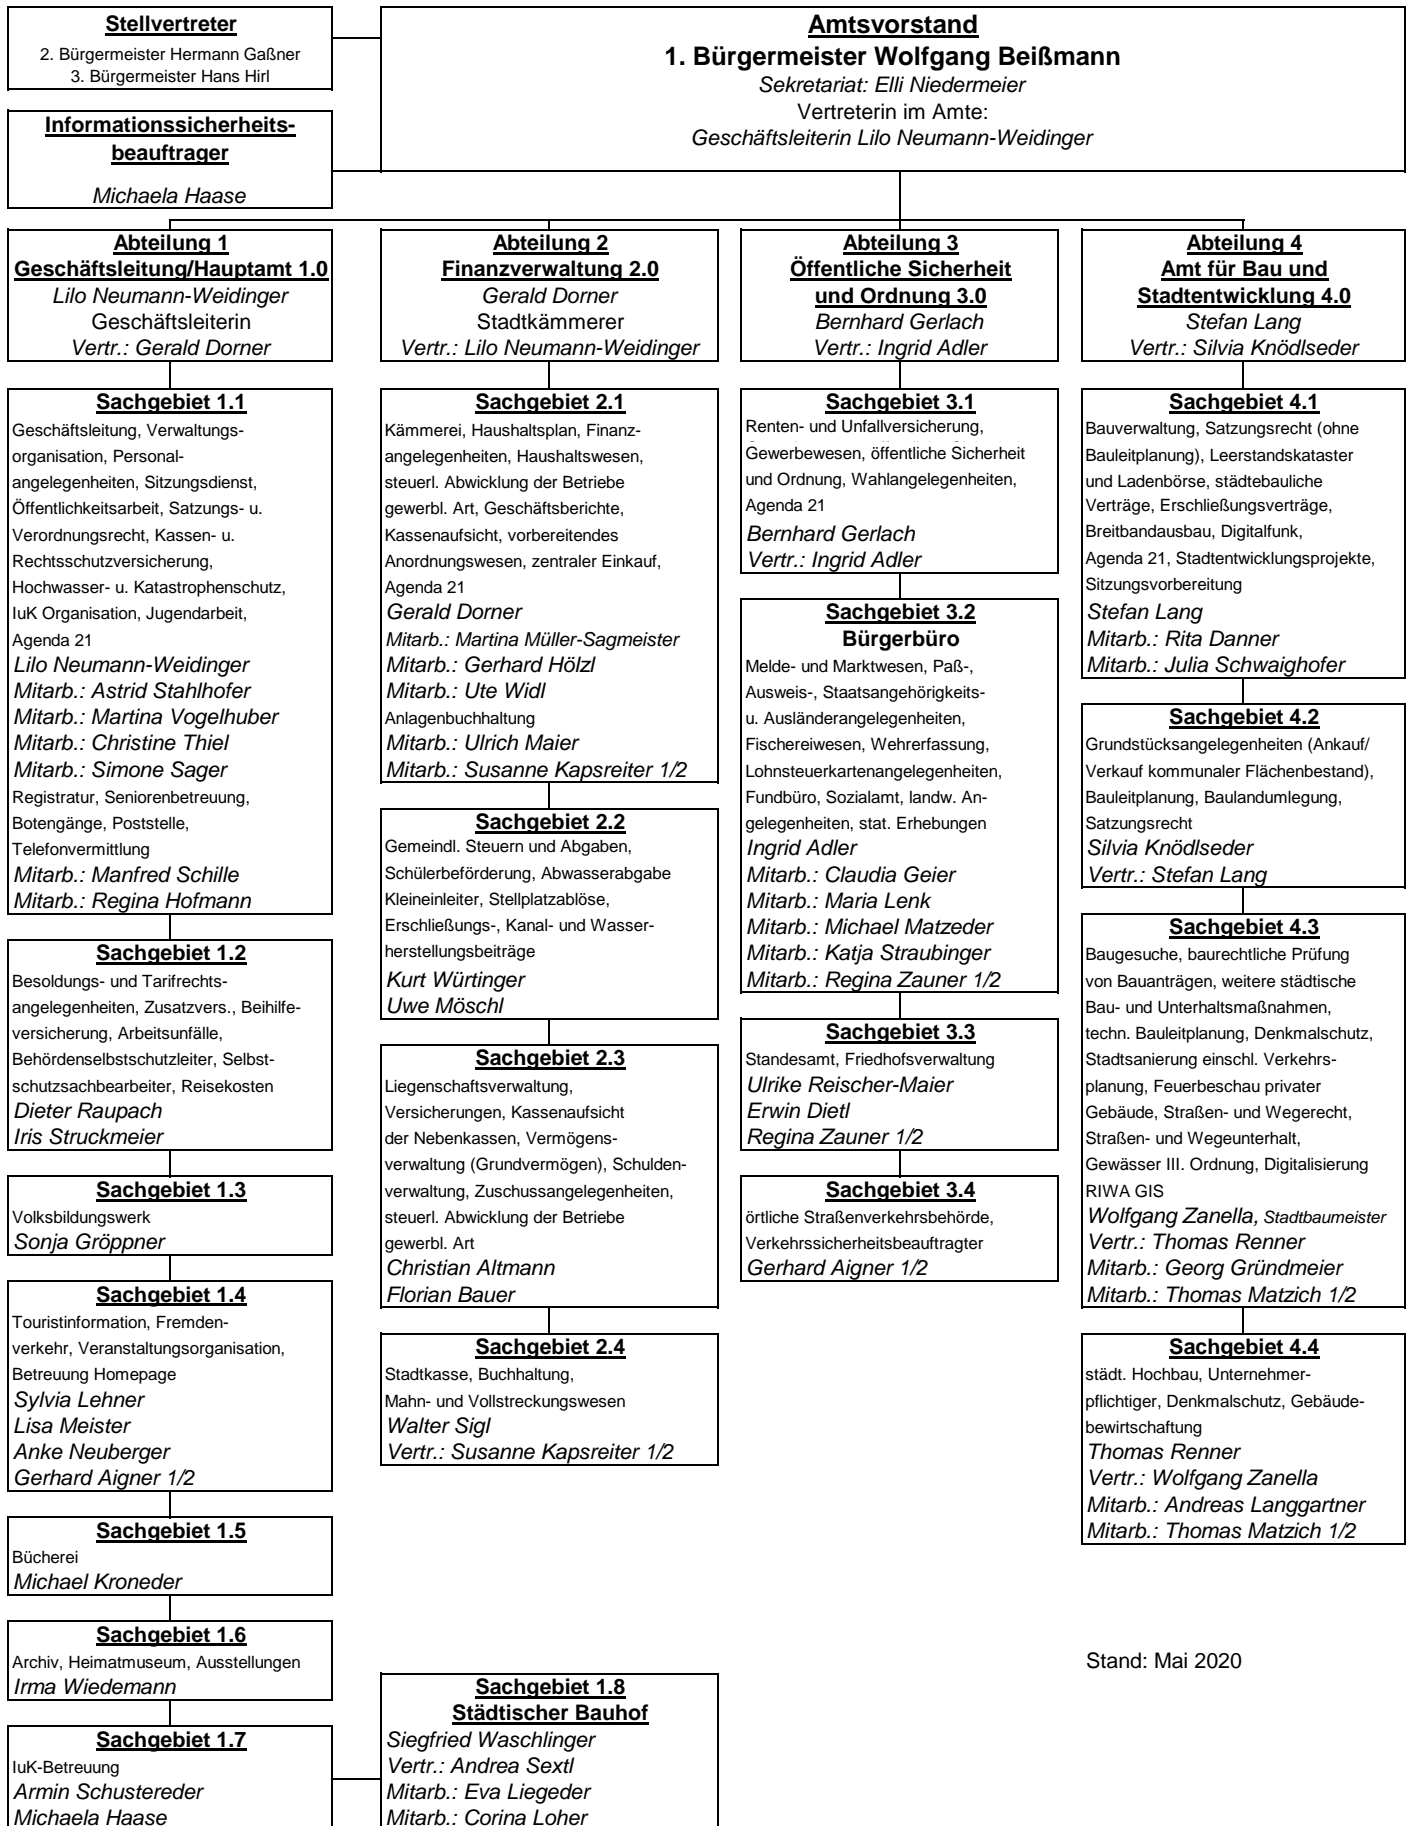 Stellvertreter
2. Bürgermeister Hermann Gaßner
3. Bürgermeister Hans Hirl
Amtsvorstand
1. Bürgermeister Wolfgang Beißmann
Sekretariat: Elli Niedermeier
Vertreterin im Amte:
Geschäftsleiterin Lilo Neumann-Weidinger
Informationssicherheits-
beauftrager
Michaela Haase
Abteilung 1
Geschäftsleitung/Hauptamt 1.0
Lilo Neumann-Weidinger
Geschäftsleiterin
Vertr.: Gerald Dorner
Sachgebiet 1.1
Geschäftsleitung, Verwaltungs-
organisation, Personal-
angelegenheiten, Sitzungsdienst,
Öffentlichkeitsarbeit, Satzungs- u.
Verordnungsrecht, Kassen- u.
Rechtsschutzversicherung,
Hochwasser- u. Katastrophenschutz,
IuK Organisation, Jugendarbeit,
Agenda 21
Lilo Neumann-Weidinger
Mitarb.: Astrid Stahlhofer
Mitarb.: Martina Vogelhuber
Mitarb.: Christine Thiel
Mitarb.: Simone Sager
Registratur, Seniorenbetreuung,
Botengänge, Poststelle,
Telefonvermittlung
Mitarb.: Manfred Schille
Mitarb.: Regina Hofmann
Sachgebiet 1.2
Besoldungs- und Tarifrechts-
angelegenheiten, Zusatzvers., Beihilfe-
versicherung, Arbeitsunfälle,
Behördenselbstschutzleiter, Selbst-
schutzsachbearbeiter, Reisekosten
Dieter Raupach
Iris Struckmeier
Sachgebiet 1.3
Volksbildungswerk
Sonja Gröppner
Sachgebiet 1.4
Touristinformation, Fremden-
verkehr, Veranstaltungsorganisation,
Betreuung Homepage
Sylvia Lehner
Lisa Meister
Anke Neuberger
Gerhard Aigner 1/2
Sachgebiet 1.5
Bücherei
Michael Kroneder
Sachgebiet 1.6
Archiv, Heimatmuseum, Ausstellungen
Irma Wiedemann
Sachgebiet 1.7
IuK-Betreuung
Armin Schustereder
Michaela Haase
Sachgebiet 1.8
Städtischer Bauhof
Siegfried Waschlinger
Vertr.: Andrea Sextl
Mitarb.: Eva Liegeder
Mitarb.: Corina Loher
Abteilung 2
Finanzverwaltung 2.0
Gerald Dorner
Stadtkämmerer
Vertr.: Lilo Neumann-Weidinger
Sachgebiet 2.1
Kämmerei, Haushaltsplan, Finanz-
angelegenheiten, Haushaltswesen,
steuerl. Abwicklung der Betriebe
gewerbl. Art, Geschäftsberichte,
Kassenaufsicht, vorbereitendes
Anordnungswesen, zentraler Einkauf,
Agenda 21
Gerald Dorner
Mitarb.: Martina Müller-Sagmeister
Mitarb.: Gerhard Hölzl
Mitarb.: Ute Widl
Anlagenbuchhaltung
Mitarb.: Ulrich Maier
Mitarb.: Susanne Kapsreiter 1/2
Sachgebiet 2.2
Gemeindl. Steuern und Abgaben,
Schülerbeförderung, Abwasserabgabe
Kleineinleiter, Stellplatzablöse,
Erschließungs-, Kanal- und Wasser-
herstellungsbeiträge
Kurt Würtinger
Uwe Möschl
Sachgebiet 2.3
Liegenschaftsverwaltung,
Versicherungen, Kassenaufsicht
der Nebenkassen, Vermögens-
verwaltung (Grundvermögen), Schulden-
verwaltung, Zuschussangelegenheiten,
steuerl. Abwicklung der Betriebe
gewerbl. Art
Christian Altmann
Florian Bauer
Sachgebiet 2.4
Stadtkasse, Buchhaltung,
Mahn- und Vollstreckungswesen
Walter Sigl
Vertr.: Susanne Kapsreiter 1/2
Abteilung 3
Öffentliche Sicherheit
und Ordnung 3.0
Bernhard Gerlach
Vertr.: Ingrid Adler
Sachgebiet 3.1
Renten- und Unfallversicherung,
Gewerbewesen, öffentliche Sicherheit
und Ordnung, Wahlangelegenheiten,
Agenda 21
Bernhard Gerlach
Vertr.: Ingrid Adler
Sachgebiet 3.2
Bürgerbüro
Melde- und Marktwesen, Paß-,
Ausweis-, Staatsangehörigkeits-
u. Ausländerangelegenheiten,
Fischereiwesen, Wehrerfassung,
Lohnsteuerkartenangelegenheiten,
Fundbüro, Sozialamt, landw. An-
gelegenheiten, stat. Erhebungen
Ingrid Adler
Mitarb.: Claudia Geier
Mitarb.: Maria Lenk
Mitarb.: Michael Matzeder
Mitarb.: Katja Straubinger
Mitarb.: Regina Zauner 1/2
Sachgebiet 3.3
Standesamt, Friedhofsverwaltung
Ulrike Reischer-Maier
Erwin Dietl
Regina Zauner 1/2
Sachgebiet 3.4
örtliche Straßenverkehrsbehörde,
Verkehrssicherheitsbeauftragter
Gerhard Aigner 1/2
Abteilung 4
Amt für Bau und
Stadtentwicklung 4.0
Stefan Lang
Vertr.: Silvia Knödlseder
Sachgebiet 4.1
Bauverwaltung, Satzungsrecht (ohne
Bauleitplanung), Leerstandskataster
und Ladenbörse, städtebauliche
Verträge, Erschließungsverträge,
Breitbandausbau, Digitalfunk,
Agenda 21, Stadtentwicklungsprojekte,
Sitzungsvorbereitung
Stefan Lang
Mitarb.: Rita Danner
Mitarb.: Julia Schwaighofer
Sachgebiet 4.2
Grundstücksangelegenheiten (Ankauf/
Verkauf kommunaler Flächenbestand),
Bauleitplanung, Baulandumlegung,
Satzungsrecht
Silvia Knödlseder
Vertr.: Stefan Lang
Sachgebiet 4.3
Baugesuche, baurechtliche Prüfung
von Bauanträgen, weitere städtische
Bau- und Unterhaltsmaßnahmen,
techn. Bauleitplanung, Denkmalschutz,
Stadtsanierung einschl. Verkehrs-
planung, Feuerbeschau privater
Gebäude, Straßen- und Wegerecht,
Straßen- und Wegeunterhalt,
Gewässer III. Ordnung, Digitalisierung
RIWA GIS
Wolfgang Zanella, Stadtbaumeister
Vertr.: Thomas Renner
Mitarb.: Georg Gründmeier
Mitarb.: Thomas Matzich 1/2
Sachgebiet 4.4
städt. Hochbau, Unternehmer-
pflichtiger, Denkmalschutz, Gebäude-
bewirtschaftung
Thomas Renner
Vertr.: Wolfgang Zanella
Mitarb.: Andreas Langgartner
Mitarb.: Thomas Matzich 1/2
Stand: Mai 2020